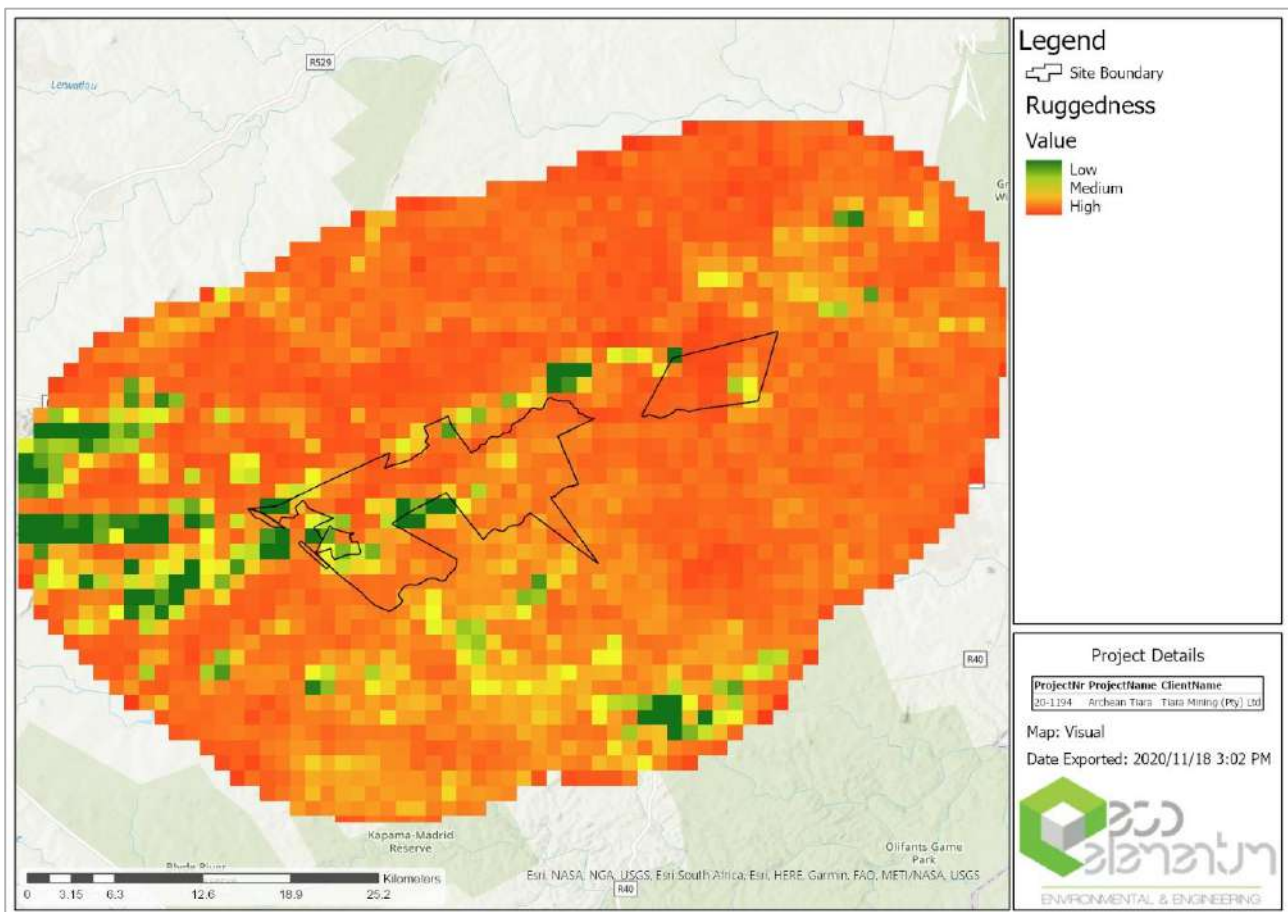 R529
Lerwatlou
N
Kapama-Madrid
Reserve
Olifants Game
Park
R40
R40
Kilometers
0 3.15 6.3 12.6 18.9 25.2
Esri, NASA, NGA, USGS, Esri South Africa, Esri, HERE, Garmin, FAO, METI/NASA, USGS
Legend
Site Boundary
Ruggedness
Value
Low
Medium
High
Project Details
ProjectNr ProjectName ClientName
20-1194 Archean Tiara Tiara Mining (Pty) Ltd
Map: Visual
Date Exported: 2020/11/18 3:02 PM
eco
elementum
ENVIRONMENTAL & ENGINEERING